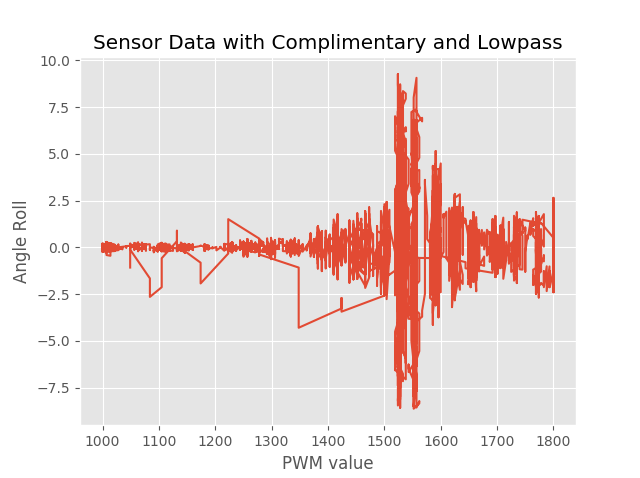 Sensor Data with Complimentary and Lowpass
10.0
7.5
5.0
2.5
0.0
−2.5
−5.0
−7.5
Angle Roll
1000 1100 1200 1300 1400 1500 1600 1700 1800
PWM value